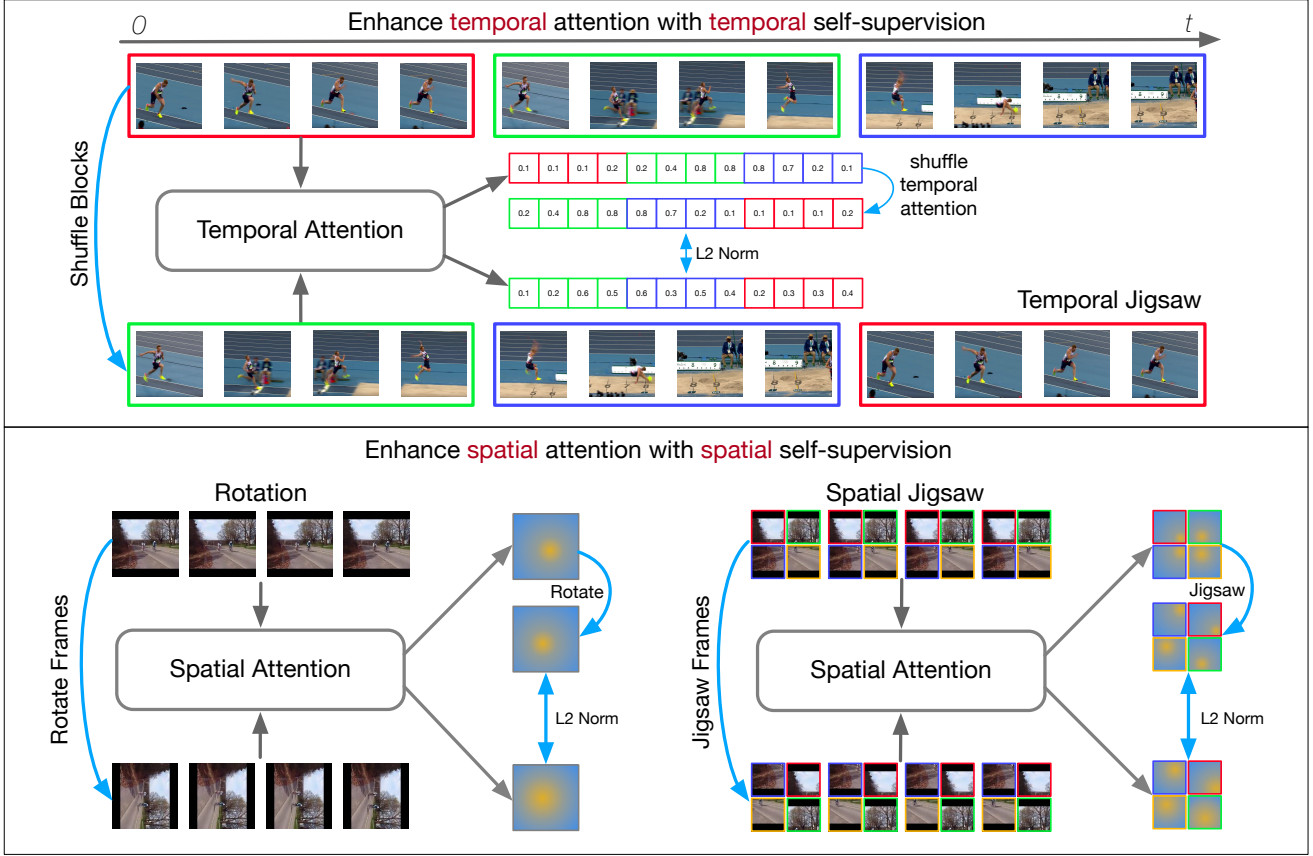 Enhance temporal attention with temporal self-supervision
0
t
Shuffle Blocks
Temporal Attention
0.1 0.1 0.1 0.2 0.2 0.4 0.8 0.8 0.8 0.7 0.2 0.1
shuffle
temporal
attention
0.2 0.4 0.8 0.8 0.8 0.7 0.2 0.1 0.1 0.1 0.1 0.2
L2 Norm
0.1 0.2 0.6 0.5 0.6 0.3 0.5 0.4 0.2 0.3 0.3 0.4
Temporal Jigsaw
Enhance spatial attention with spatial self-supervision
Rotation
Rotate Frames
Spatial Attention
Rotate
L2 Norm
Spatial Jigsaw
Jigsaw Frames
Spatial Attention
Jigsaw
L2 Norm